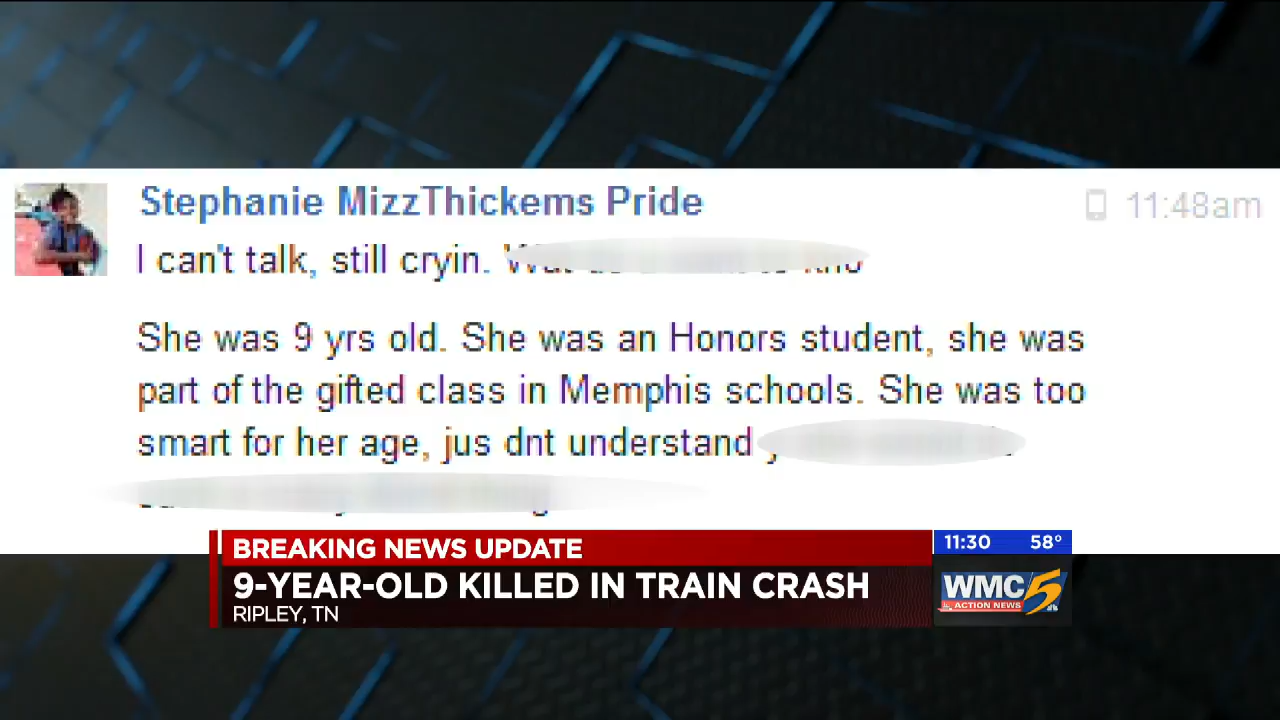 Stephanie MizzThickems Pride
11:48am
I can't talk, still cryin.
She was 9 yrs old. She was an Honors student, she was
part of the gifted class in Memphis schools. She was too
smart for her age, jus dnt understand
BREAKING NEWS UPDATE
9-YEAR-OLD KILLED IN TRAIN CRASH
RIPLEY, TN
11:30 58°
WMC 5
ACTION NEWS